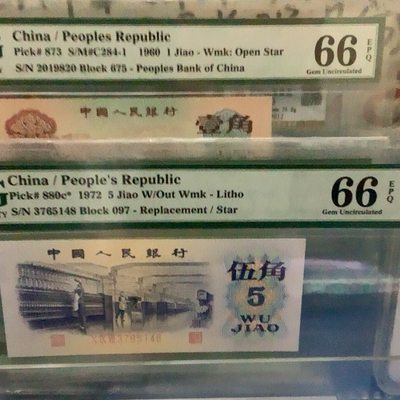 China / Peoples Republic
Pick# 873 S/M#C284-1 1960 1 Jiao - Wmk: Open Star
S/N 2019820 Block 675 - Peoples Bank of China
66 EPQ
Gem Uncirculated
中國人民銀行
壹角
China / People's Republic
Pick# 880c* 1972 5 Jiao W/Out Wmk - Litho
S/N 3765148 Block 097 - Replacement / Star
66 EPQ
Gem Uncirculated
中國人民銀行
伍角
5
WU
JIAO
3765148